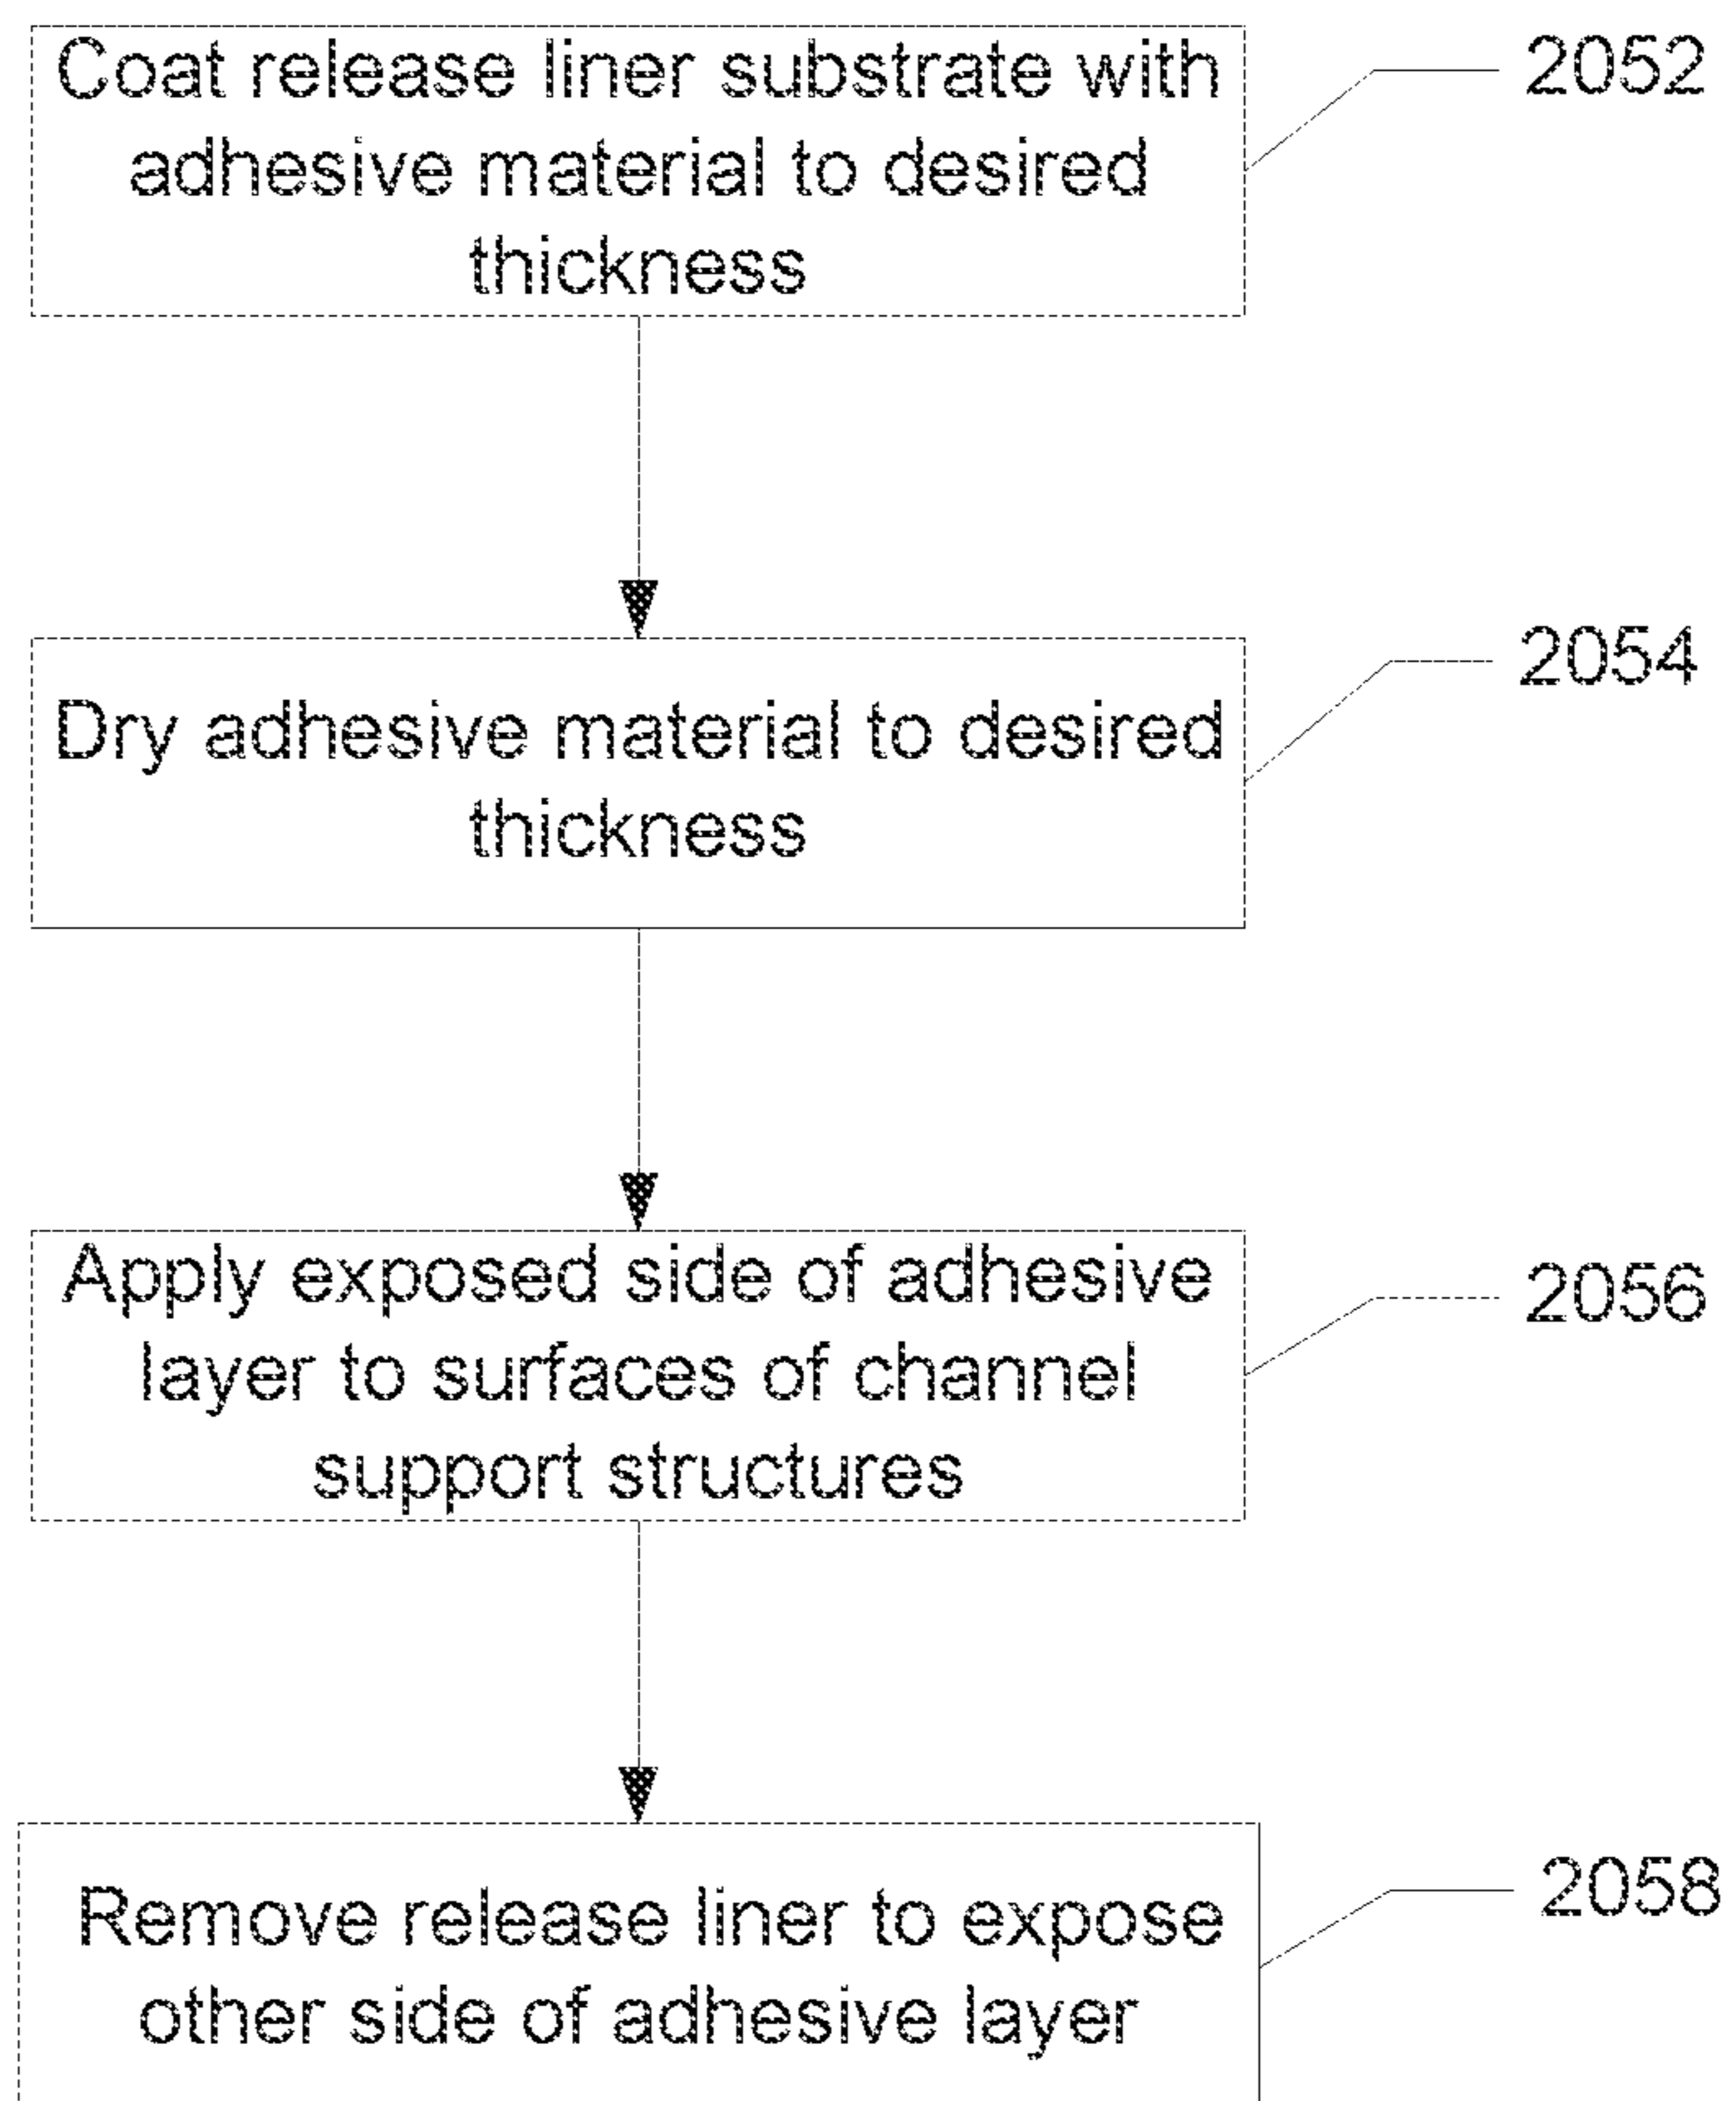 Coat release liner substrate with
adhesive material to desired
thickness
2052
Dry adhesive material to desired
thickness
2054
Apply exposed side of adhesive
layer to surfaces of channel
support structures
2056
Remove release liner to expose
other side of adhesive layer
2058